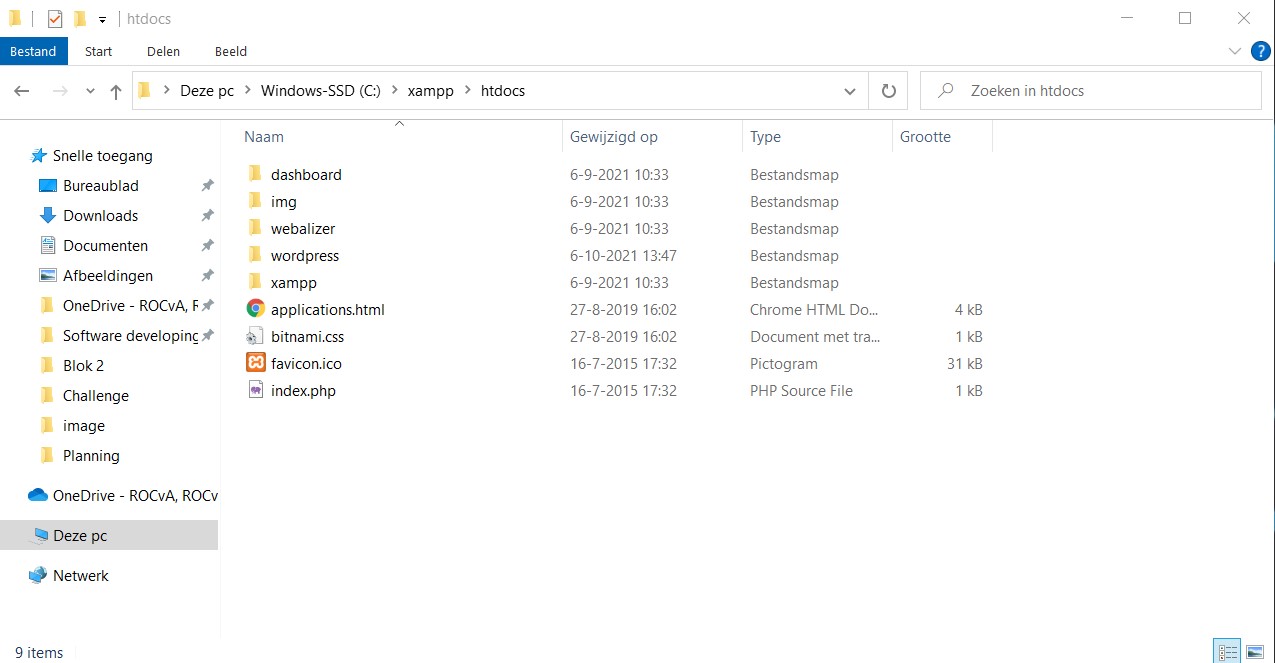 htdocs
Bestand Start Delen Beeld
Deze pc Windows-SSD (C:) xampp htdocs Zoeken in htdocs
Naam Gewijzigd op Type Grootte
Snelle toegang
Bureaublad
Downloads
Documenten
Afbeeldingen
OneDrive - ROCvA, F
Software developing
Blok 2
Challenge
image
Planning
OneDrive - ROCvA, ROCv
Deze pc
Netwerk
dashboard 6-9-2021 10:33 Bestandsmap
img 6-9-2021 10:33 Bestandsmap
webalizer 6-9-2021 10:33 Bestandsmap
wordpress 6-10-2021 13:47 Bestandsmap
xampp 6-9-2021 10:33 Bestandsmap
applications.html 27-8-2019 16:02 Chrome HTML Do... 4 kB
bitnami.css 27-8-2019 16:02 Document met tra... 1 kB
favicon.ico 16-7-2015 17:32 Pictogram 31 kB
index.php 16-7-2015 17:32 PHP Source File 1 kB
9 items